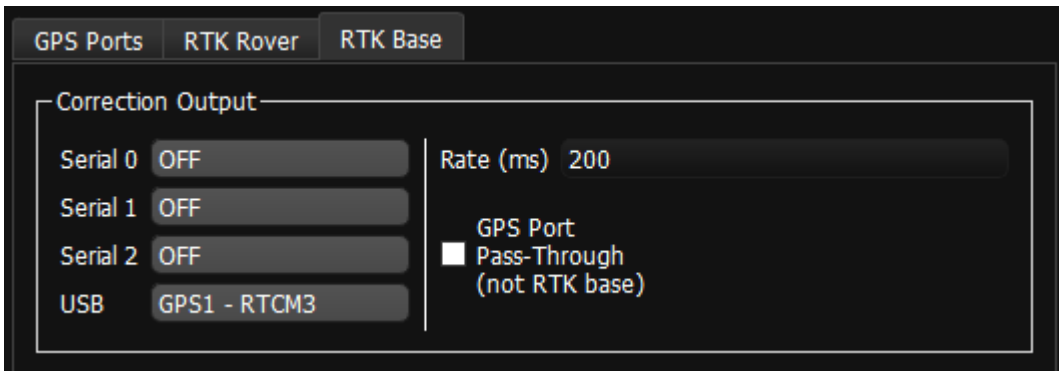 GPS Ports RTK Rover RTK Base
Correction Output
Serial 0 OFF
Serial 1 OFF
Serial 2 OFF
USB GPS1 - RTCM3
Rate (ms) 200
GPS Port
Pass-Through
(not RTK base)